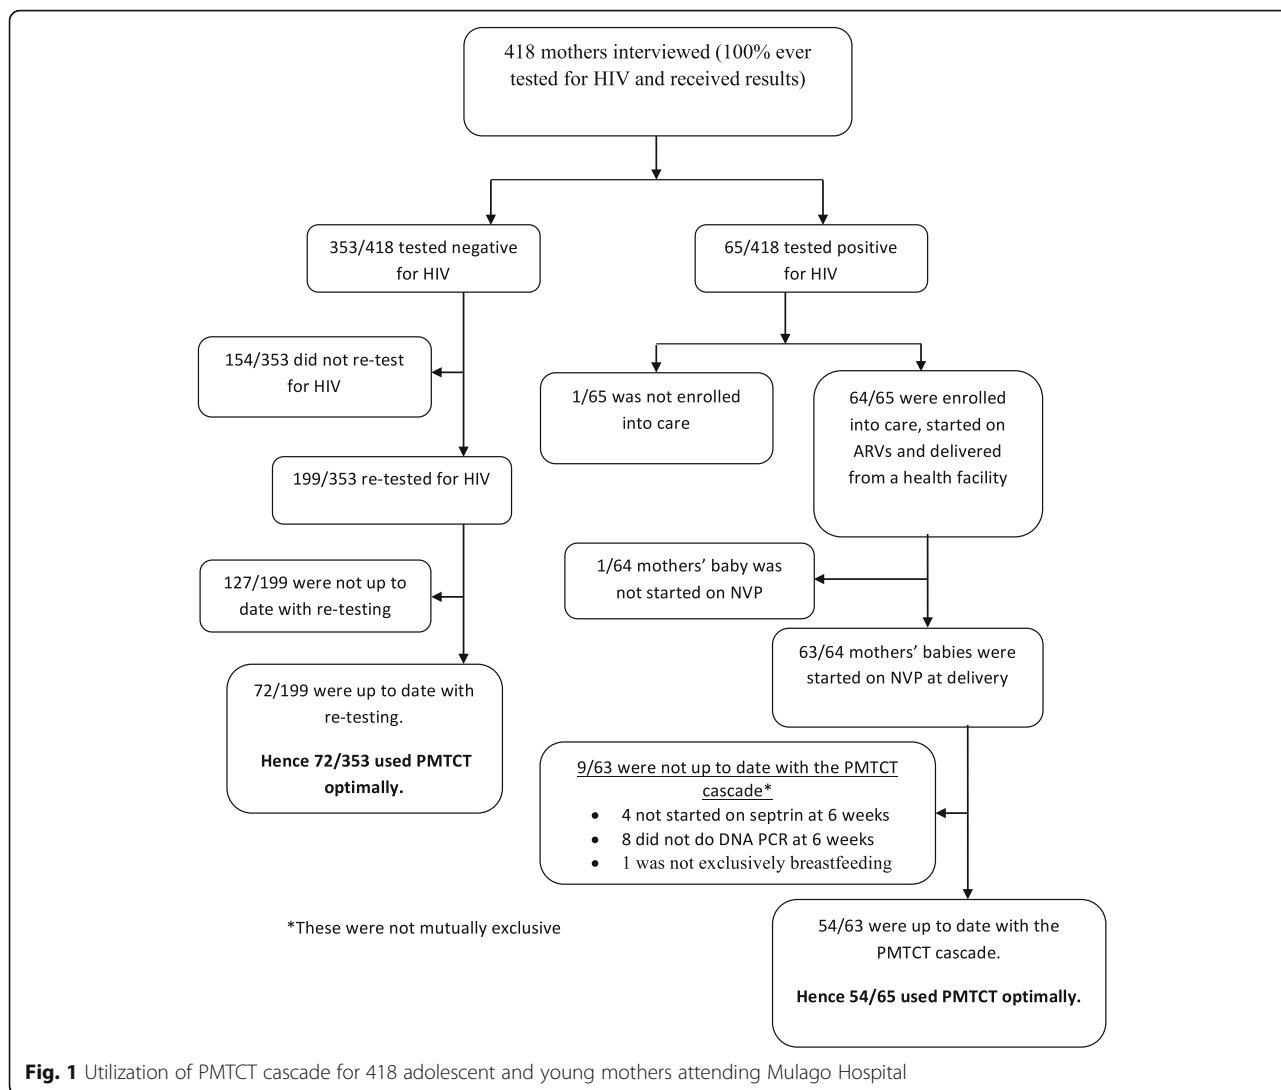 418 mothers interviewed (100% ever
tested for HIV and received results)
353/418 tested negative
for HIV
65/418 tested positive
for HIV
154/353 did not re-test
for HIV
1/65 was not enrolled
into care
64/65 were enrolled
into care, started on
ARVs and delivered
from a health facility
199/353 re-tested for HIV
127/199 were not up to
date with re-testing
1/64 mothers’ baby was
not started on NVP
63/64 mothers’ babies were
started on NVP at delivery
72/199 were up to date with
re-testing.
Hence 72/353 used PMTCT
optimally.
9/63 were not up to date with the PMTCT
cascade*
• 4 not started on septrin at 6 weeks
• 8 did not do DNA PCR at 6 weeks
• 1 was not exclusively breastfeeding
*These were not mutually exclusive
54/63 were up to date with the
PMTCT cascade.
Hence 54/65 used PMTCT optimally.
Fig. 1 Utilization of PMTCT cascade for 418 adolescent and young mothers attending Mulago Hospital